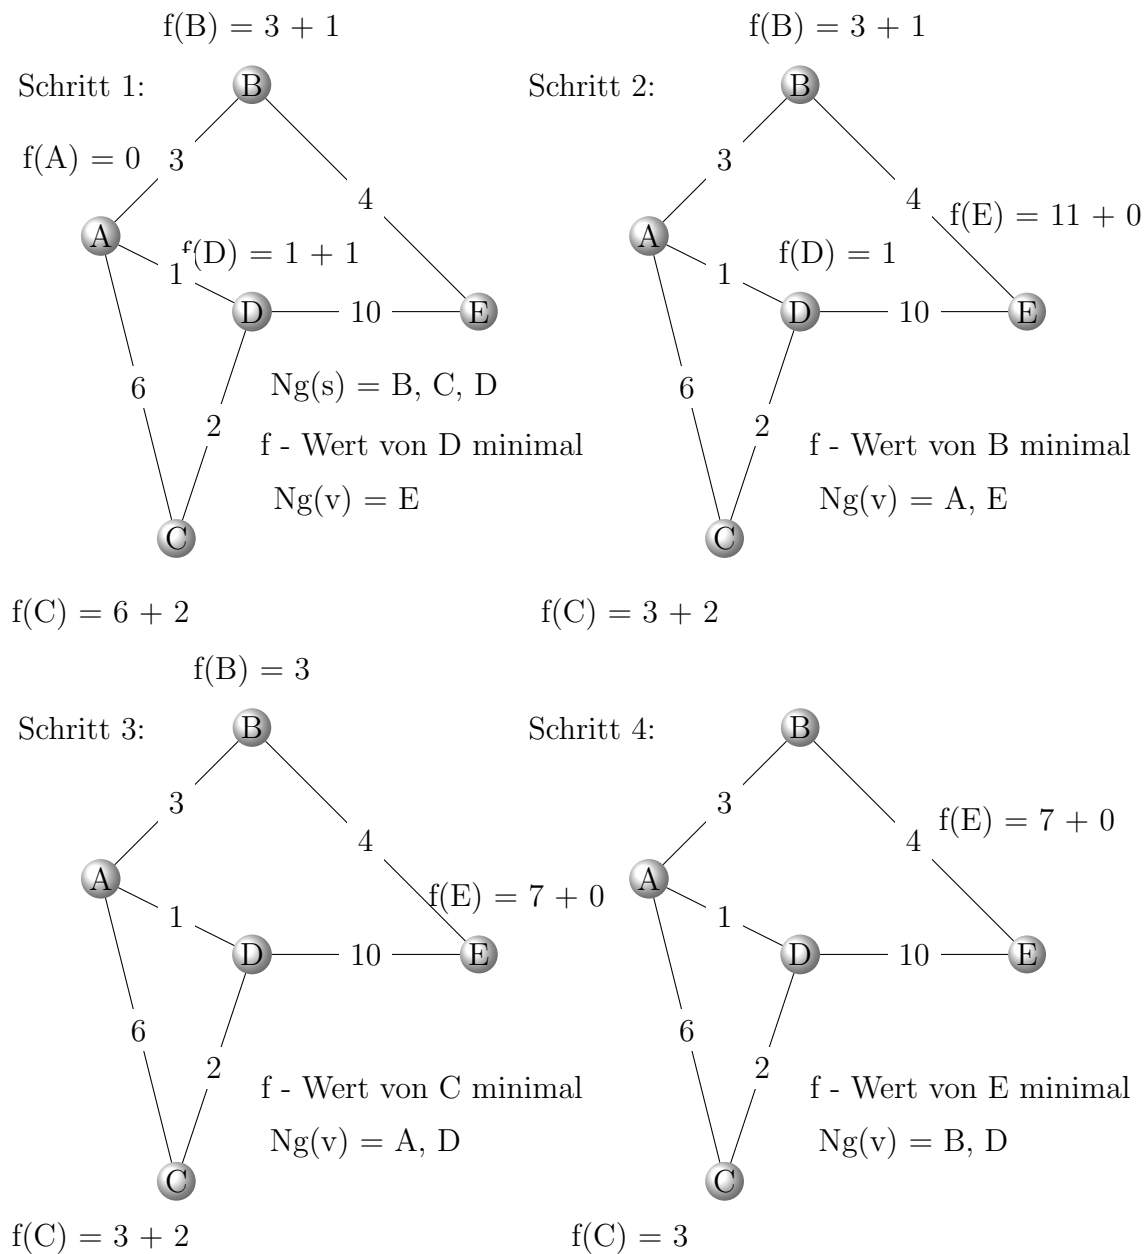 f(B) = 3 + 1
Schritt 1:
B
f(A) = 0
3
4
A
f(D) = 1 + 1
1
D
10
E
6
Ng(s) = B, C, D
2
f - Wert von D minimal
Ng(v) = E
C
f(C) = 6 + 2
f(B) = 3 + 1
Schritt 2:
B
3
4
f(E) = 11 + 0
A
f(D) = 1
1
D
10
E
6
2
f - Wert von B minimal
Ng(v) = A, E
C
f(C) = 3 + 2
f(B) = 3
Schritt 3:
B
3
4
A
f(E) = 7 + 0
1
D
10
E
6
2
f - Wert von C minimal
Ng(v) = A, D
C
f(C) = 3 + 2
Schritt 4:
B
3
f(E) = 7 + 0
4
A
1
D
10
E
6
2
f - Wert von E minimal
Ng(v) = B, D
C
f(C) = 3